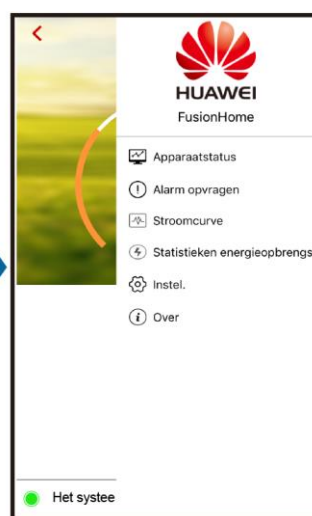 HUAWEI
FusionHome
Apparaatstatus
Alarm opvragen
Stroomcurve
Statistieken energieopbrengs
Instel.
Over
Het systee